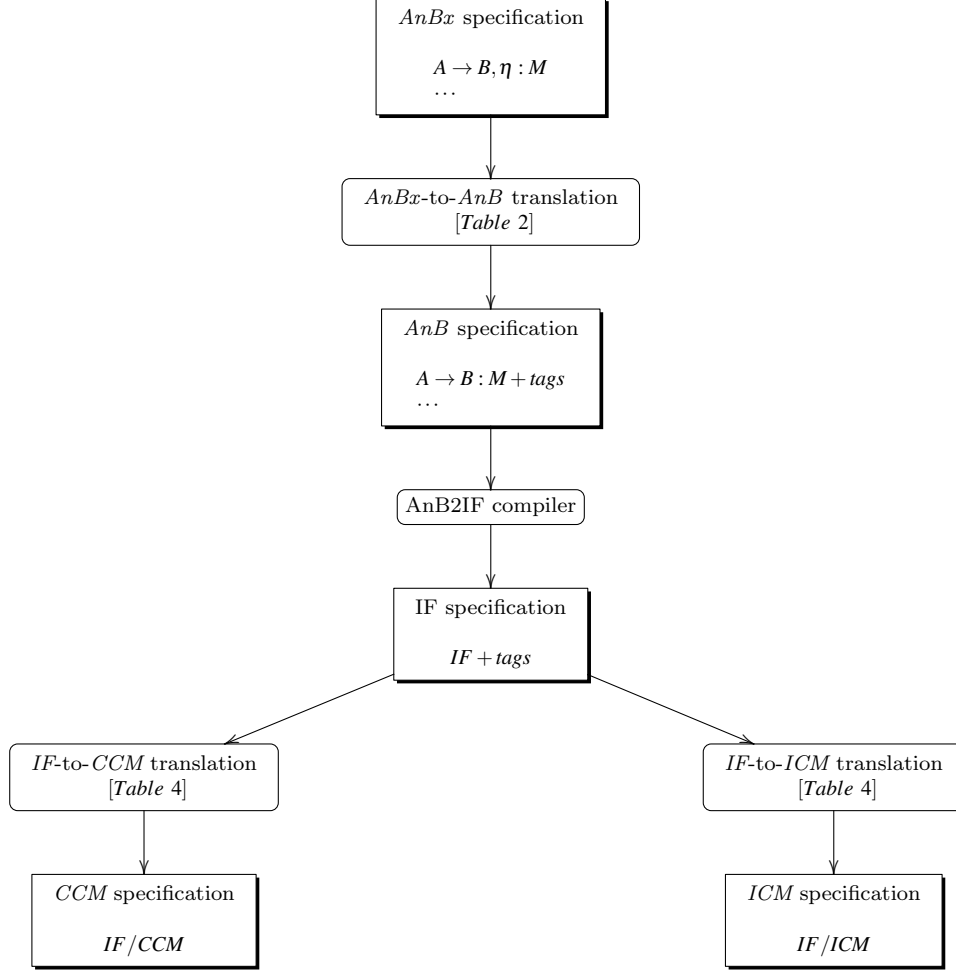 AnBx specification
A → B, η : M
⋯
AnBx-to-AnB translation
[Table 2]
AnB specification
A → B : M + tags
⋯
AnB2IF compiler
IF specification
IF + tags
IF-to-CCM translation
[Table 4]
IF-to-ICM translation
[Table 4]
CCM specification
IF/CCM
ICM specification
IF/ICM